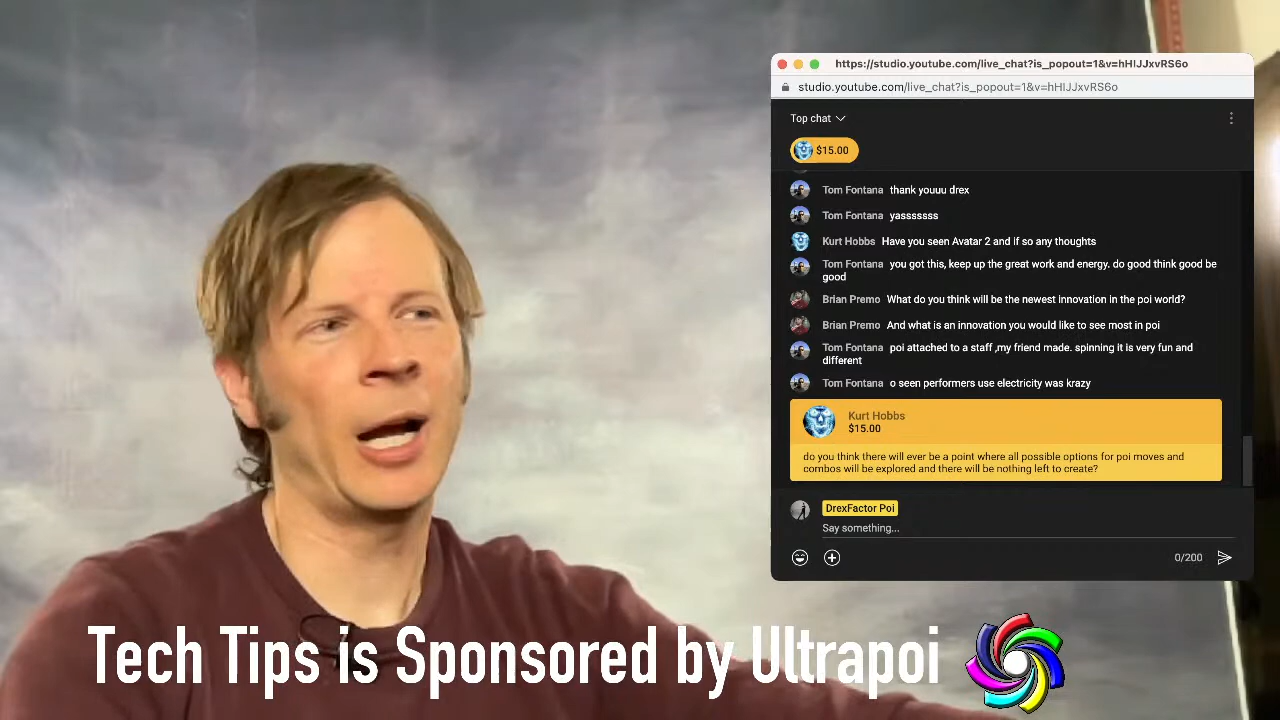 https://studio.youtube.com/live_chat?is_popout=1&v=hHIJJxvRS6o
studio.youtube.com/live_chat?is_popout=1&v=hHIJJxvRS6o
Top chat
$15.00
Tom Fontana thank youuu drex
Tom Fontana yasssssss
Kurt Hobbs Have you seen Avatar 2 and if so any thoughts
Tom Fontana you got this, keep up the great work and energy. do good think good be
good
Brian Premo What do you think will be the newest innovation in the poi world?
Brian Premo And what is an innovation you would like to see most in poi
Tom Fontana poi attached to a staff ,my friend made. spinning it is very fun and
different
Tom Fontana o seen performers use electricity was krazy
Kurt Hobbs
$15.00
do you think there will ever be a point where all possible options for poi moves and
combos will be explored and there will be nothing left to create?
DrexFactor Poi
Say something...
0/200
Tech Tips is Sponsored by Ultrapoi